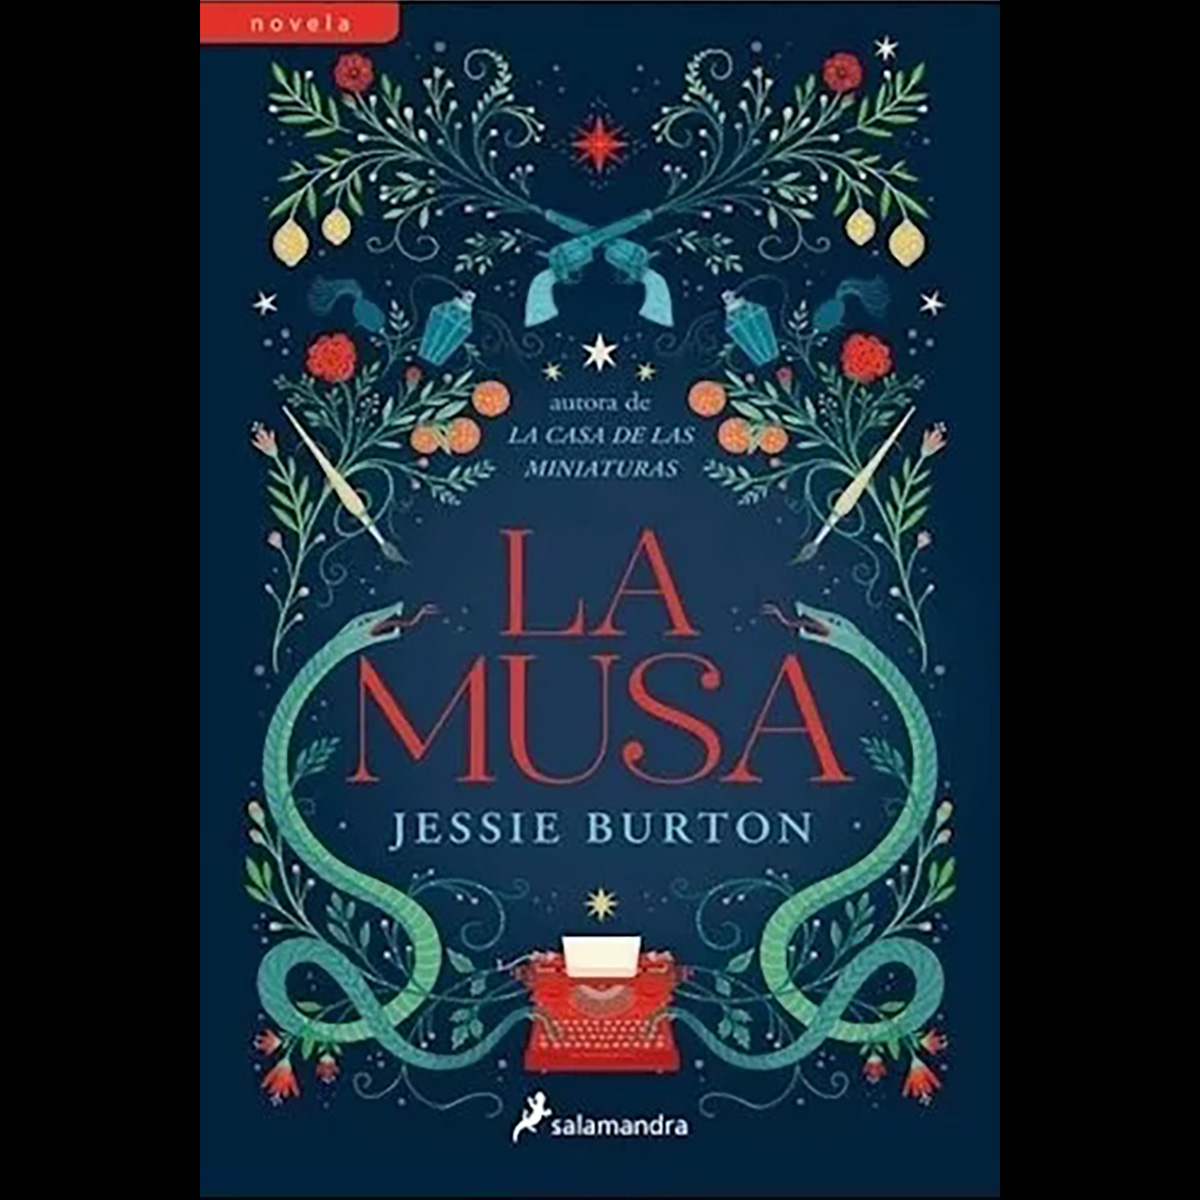 novela
autora de
LA CASA DE LAS
MINIATURAS
LA
MUSA
JESSIE BURTON
salamandra